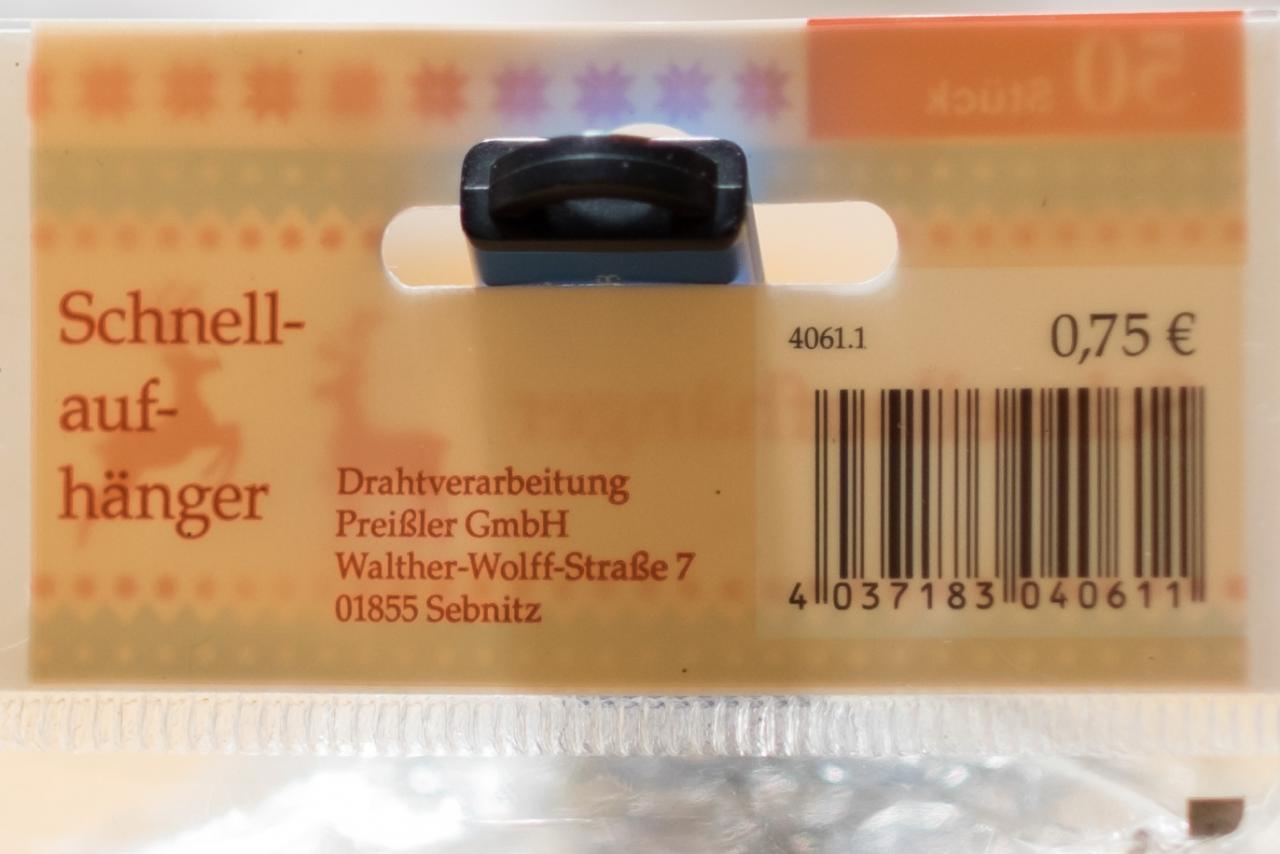 50
Stück
Schnell-
auf-
hänger
Drahtverarbeitung
Preißler GmbH
Walther-Wolff-Straße 7
01855 Sebnitz
4061.1
0,75 €
4 037183 040611